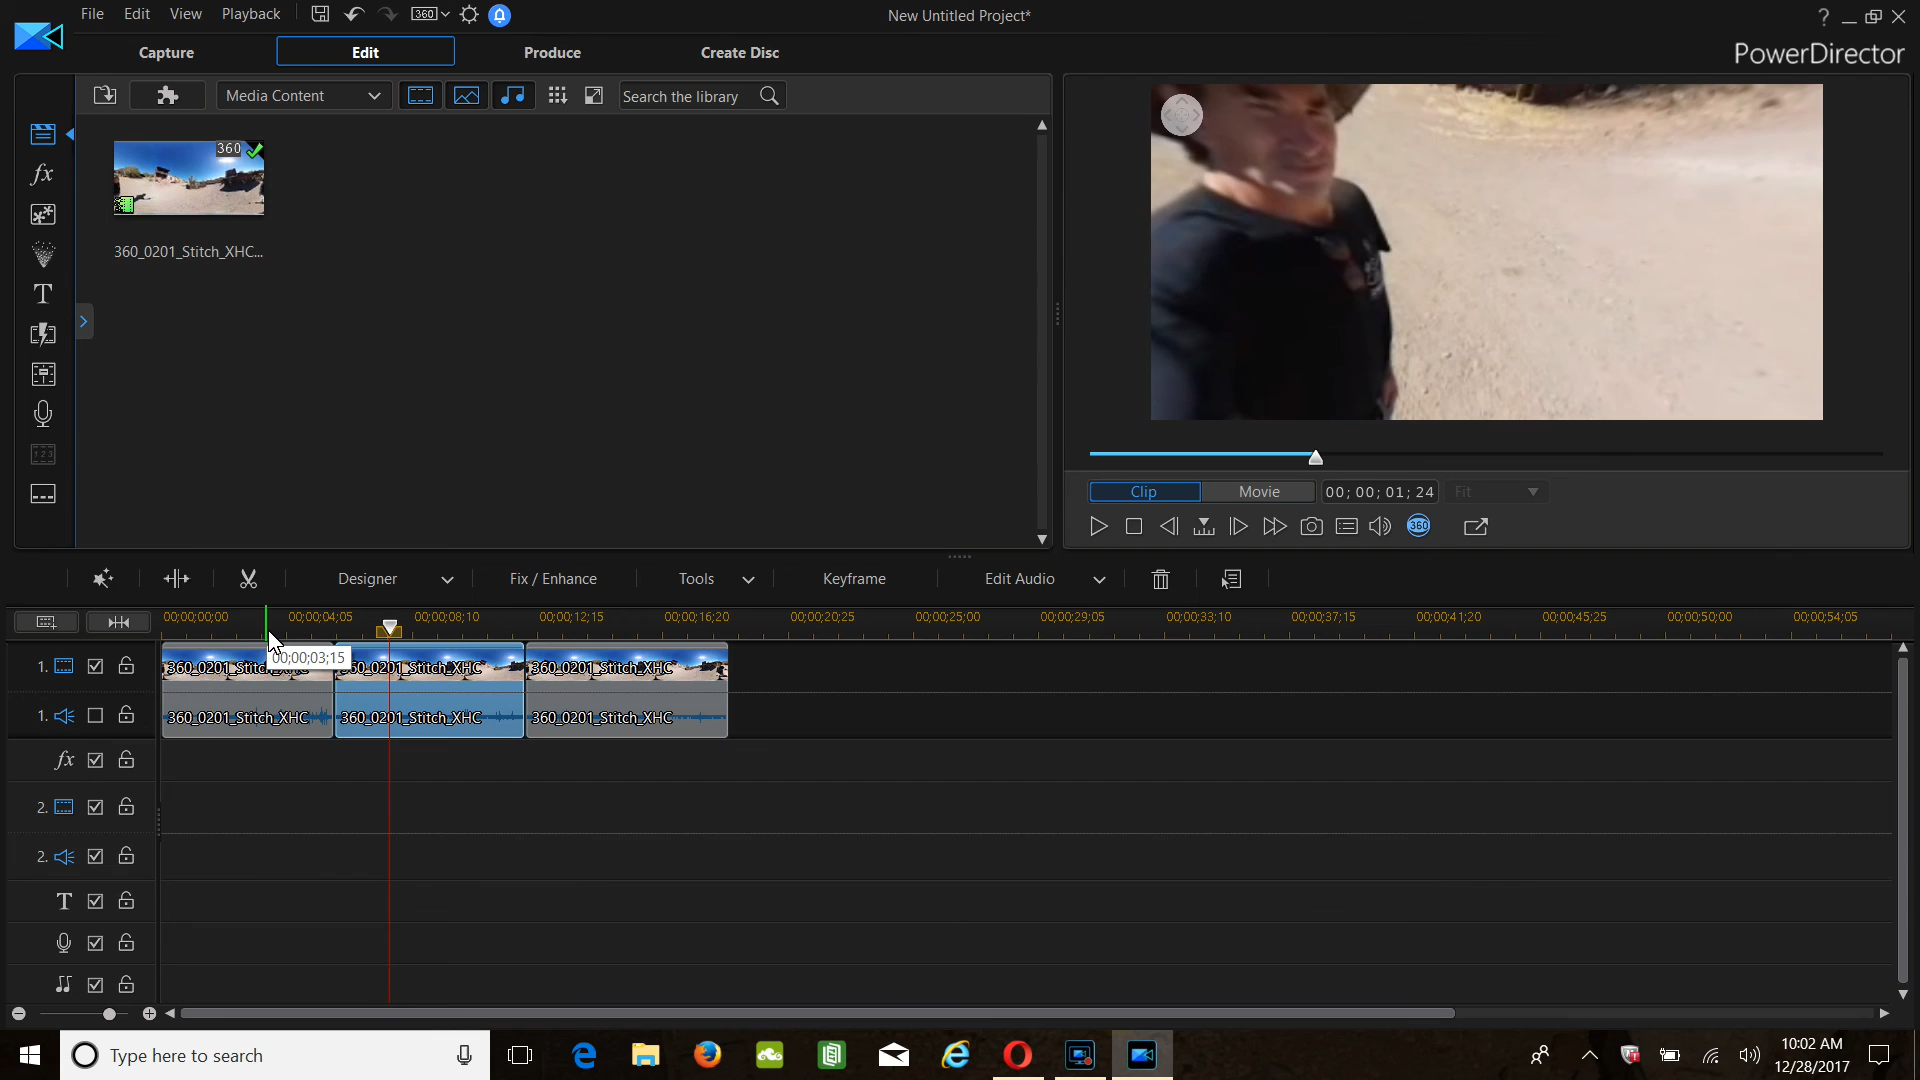 File Edit View Playback 360 New Untitled Project* ?
Capture Edit Produce Create Disc PowerDirector
Media Content Search the library
360
360_0201_Stitch_XHC...
Clip Movie 00; 00; 01; 24 Fit
360
Designer Fix / Enhance Tools Keyframe Edit Audio
00;00;00;00 00;00;04;05 00;00;08;10 00;00;12;15 00;00;16;20 00;00;20;25 00;00;25;00 00;00;29;05 00;00;33;10 00;00;37;15 00;00;41;20 00;00;45;25 00;00;50;00 00;00;54;05
00;00;03;15
1. 360_0201_Stitch_XHC 360_0201_Stitch_XHC 360_0201_Stitch_XHC
1. 360_0201_Stitch_XHC 360_0201_Stitch_XHC 360_0201_Stitch_XHC
fx
2.
2.
T
Type here to search 10:02 AM
12/28/2017